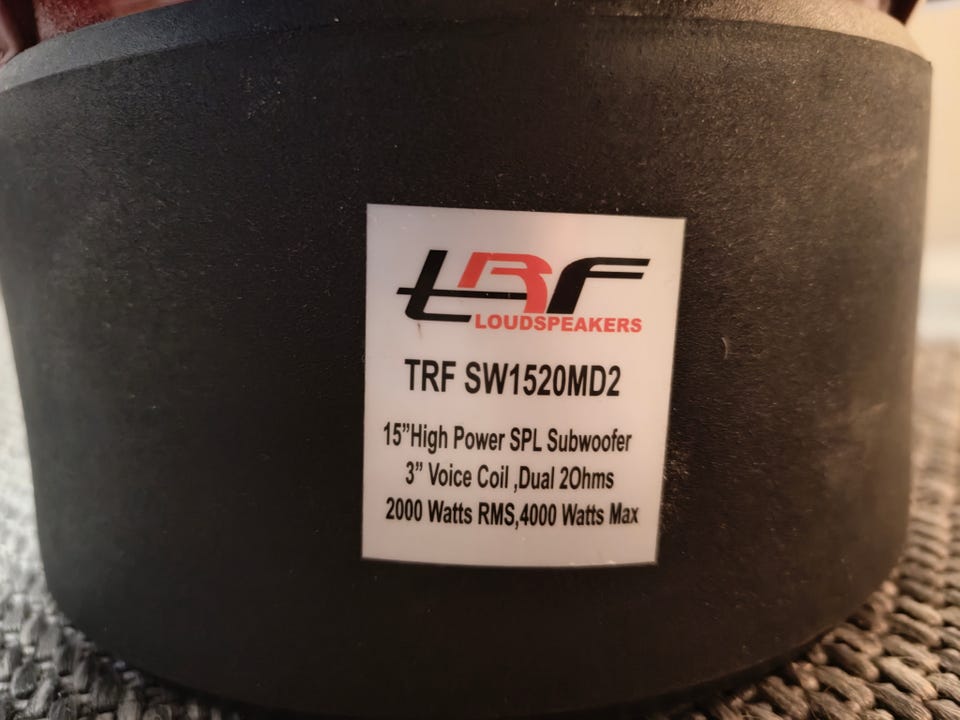 tRF
LOUDSPEAKERS
TRF SW1520MD2
15”High Power SPL Subwoofer
3” Voice Coil ,Dual 2Ohms
2000 Watts RMS,4000 Watts Max